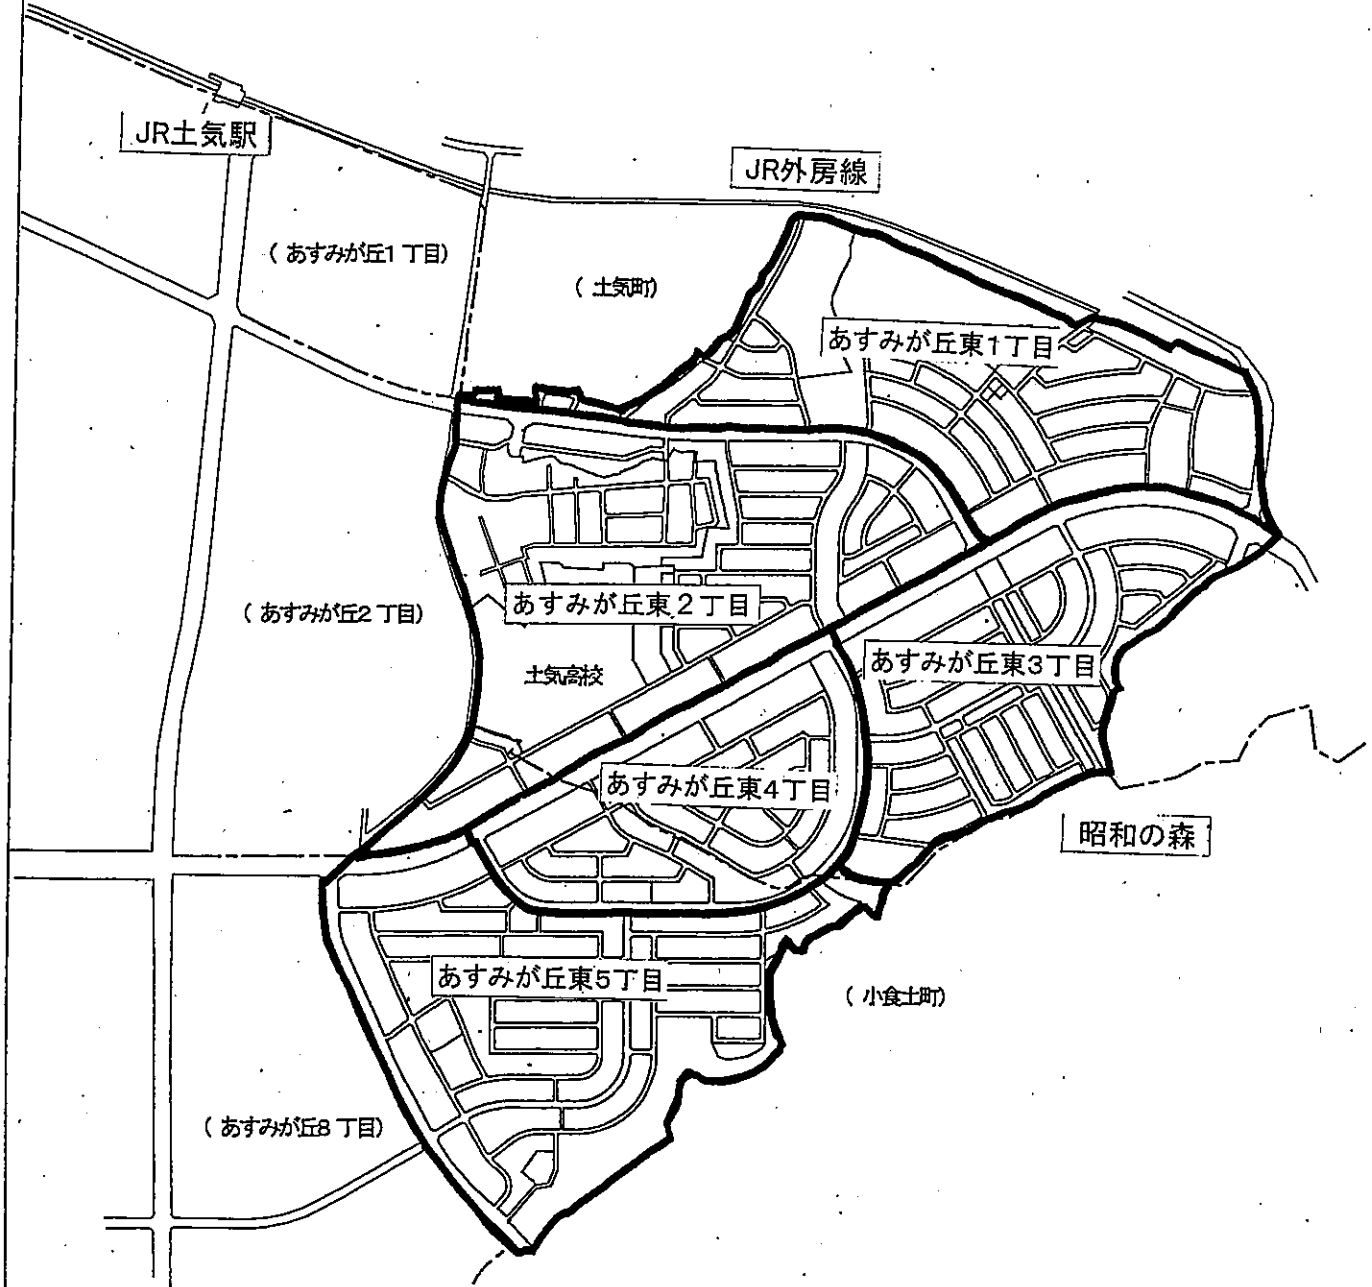 JR土気駅
JR外房線
( あすみが丘1 丁目)
( 土気町)
あすみが丘東1丁目
あすみが丘東2丁目
( あすみが丘2 丁目)
あすみが丘東3丁目
土気高校
あすみが丘東4丁目
昭和の森
あすみが丘東5丁目
( 小食土町)
( あすみが丘8 丁目)